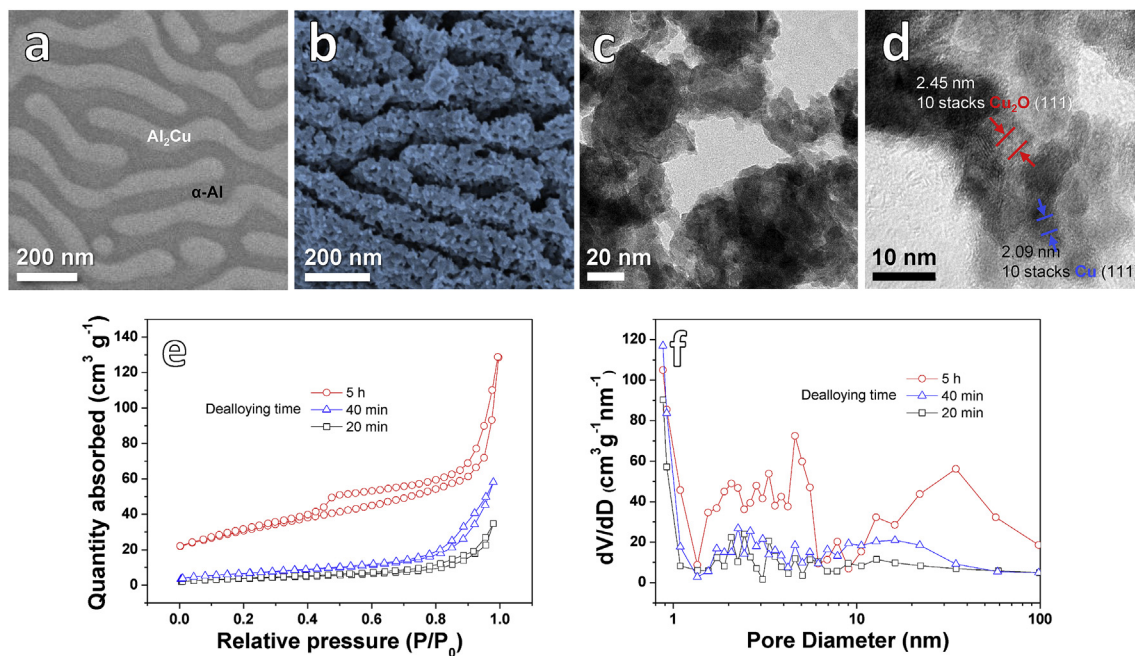 a
Al2Cu
α-Al
200 nm
b
200 nm
c
20 nm
d
2.45 nm
10 stacks Cu2O (111)
2.09 nm
10 stacks Cu (111
10 nm
e
Quantity absorbed (cm3 g-1)
140
120
100
80
60
40
20
0
Dealloying time
5 h
40 min
20 min
0.0 0.2 0.4 0.6 0.8 1.0
Relative pressure (P/P0)
f
dV/dD (cm3g-1nm-1)
120
100
80
60
40
20
0
Dealloying time
5 h
40 min
20 min
1 10 100
Pore Diameter (nm)